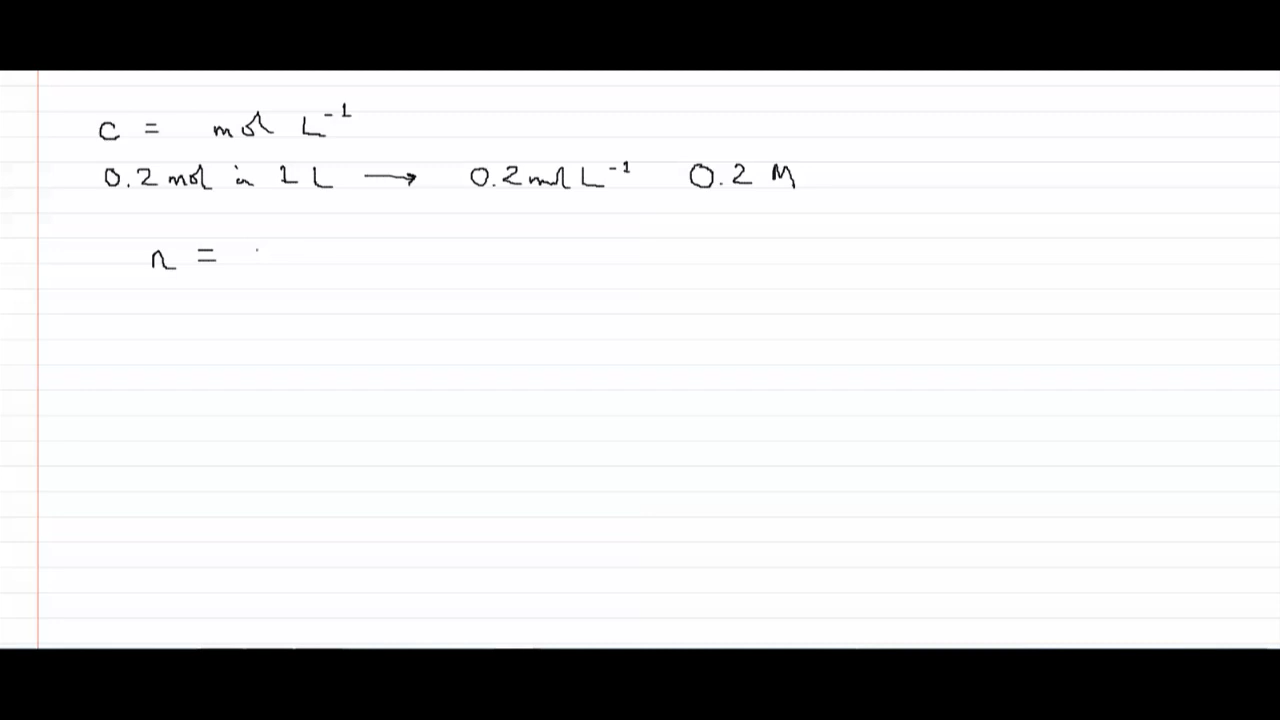 c = mol L⁻¹
0.2 mol in 1 L → 0.2 mol L⁻¹ 0.2 M
n =